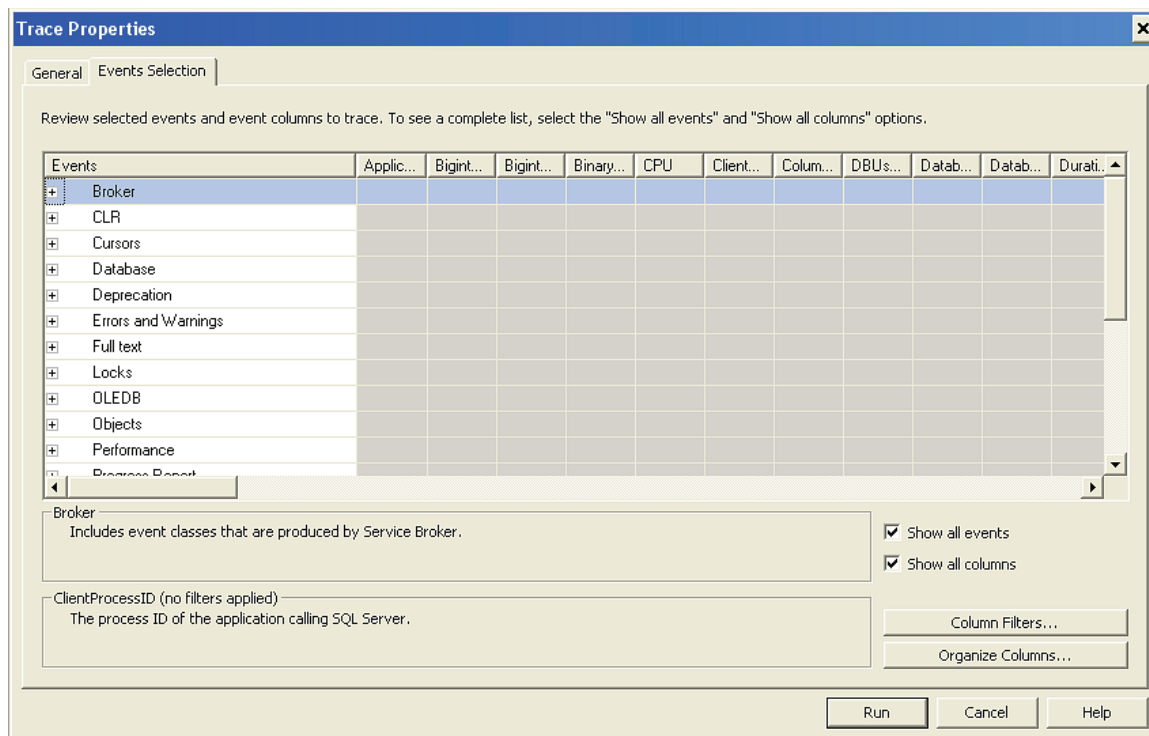 Trace Properties
General
Events Selection
Review selected events and event columns to trace. To see a complete list, select the "Show all events" and "Show all columns" options.
Events Applic... Bigint... Bigint... Binary... CPU Client... Colum... DBUs... Datab... Datab... Durati..
Broker
CLR
Cursors
Database
Deprecation
Errors and Warnings
Full text
Locks
OLEDB
Objects
Performance
Progress Report
Broker
Includes event classes that are produced by Service Broker.
Show all events
Show all columns
ClientProcessID (no filters applied)
The process ID of the application calling SQL Server.
Column Filters...
Organize Columns...
Run Cancel Help